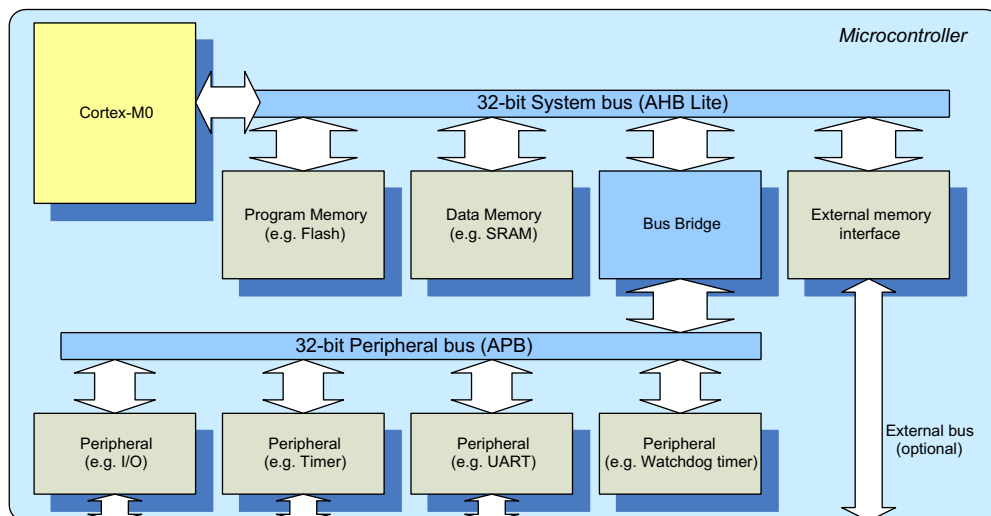 Microcontroller
Cortex-M0
32-bit System bus (AHB Lite)
Program Memory
(e.g. Flash)
Data Memory
(e.g. SRAM)
Bus Bridge
External memory
interface
32-bit Peripheral bus (APB)
Peripheral
(e.g. I/O)
Peripheral
(e.g. Timer)
Peripheral
(e.g. UART)
Peripheral
(e.g. Watchdog timer)
External bus
(optional)